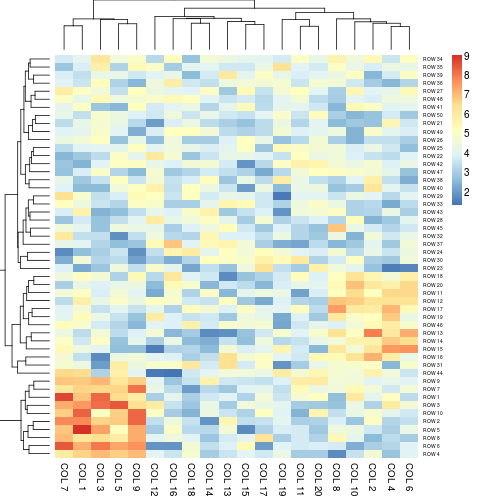 ROW 34
ROW 35
ROW 39
ROW 36
ROW 27
ROW 48
ROW 41
ROW 50
ROW 21
ROW 49
ROW 26
ROW 25
ROW 22
ROW 42
ROW 47
ROW 38
ROW 40
ROW 29
ROW 33
ROW 43
ROW 28
ROW 45
ROW 32
ROW 37
ROW 24
ROW 30
ROW 23
ROW 18
ROW 20
ROW 11
ROW 12
ROW 17
ROW 19
ROW 46
ROW 13
ROW 14
ROW 15
ROW 16
ROW 31
ROW 44
ROW 9
ROW 7
ROW 1
ROW 3
ROW 10
ROW 2
ROW 5
ROW 8
ROW 6
ROW 4
9
8
7
6
5
4
3
2
COL 7
COL 1
COL 3
COL 5
COL 9
COL 12
COL 16
COL 18
COL 14
COL 13
COL 15
COL 17
COL 19
COL 11
COL 20
COL 8
COL 10
COL 2
COL 4
COL 6